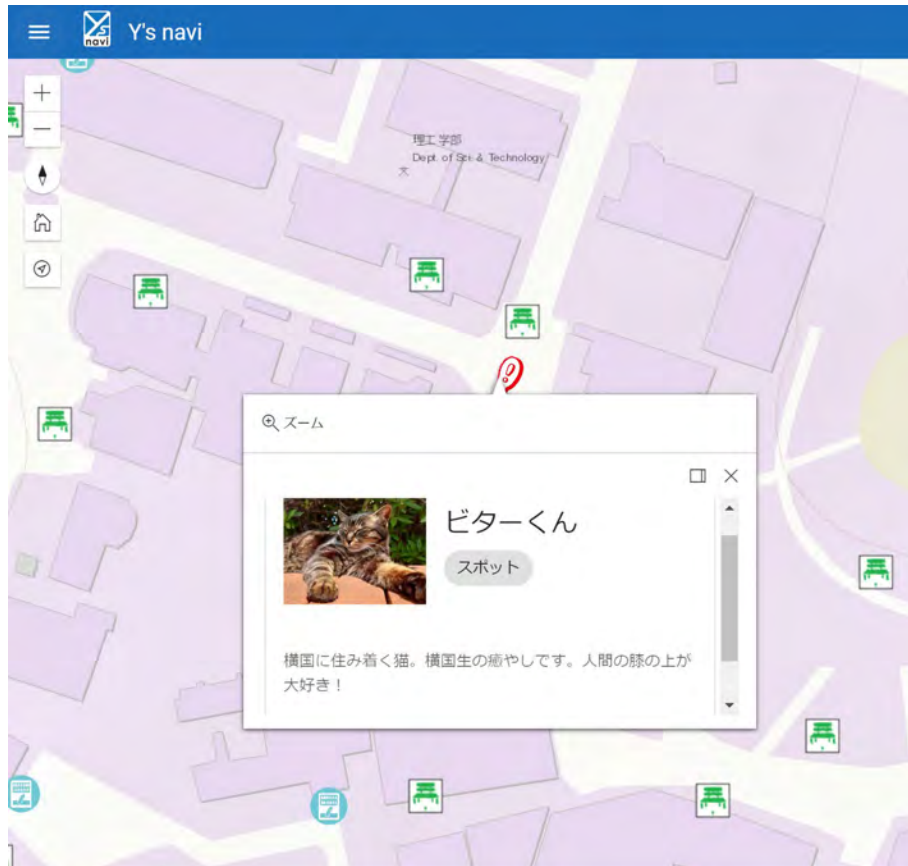 Y's navi
Y's
navi
理工学部
Dept. of Sci & Technology
文
ズーム
ビターくん
スポット
横国に住み着く猫。横国生の癒やしです。人間の膝の上が
大好き！